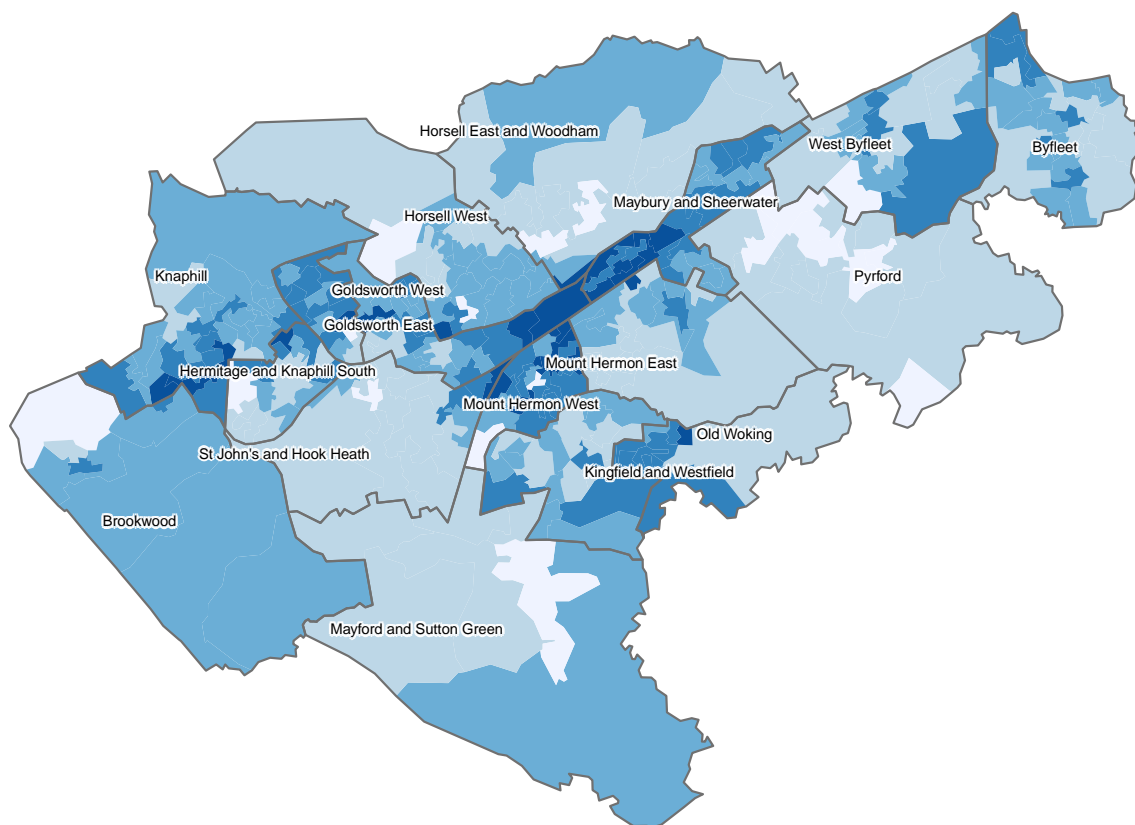 Horsell East and Woodham
West Byfleet
Byfleet
Maybury and Sheerwater
Horsell West
Knaphill
Pyrford
Goldsworth West
Goldsworth East
Mount Hermon East
Hermitage and Knaphill South
Mount Hermon West
Old Woking
St John's and Hook Heath
Kingfield and Westfield
Brookwood
Mayford and Sutton Green